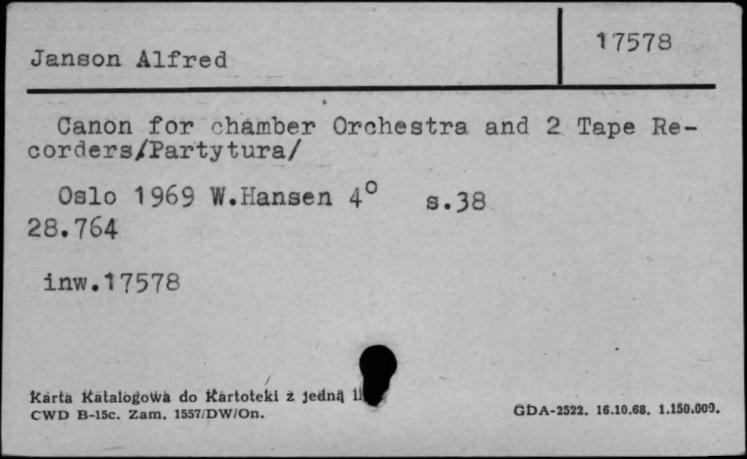 Janson Alfred
17578
Canon for chamber Orchestra and 2 Tape Re-
corders/Partytura/
Oslo 1969 W.Hansen 4° s.38
28.764
inw.17578
Karta Katalogowa do Kartoteki z jedną
CWD B-15c. Zam. 1557/DW/On.
GDA-2522. 16.10.68. 1.150.000.